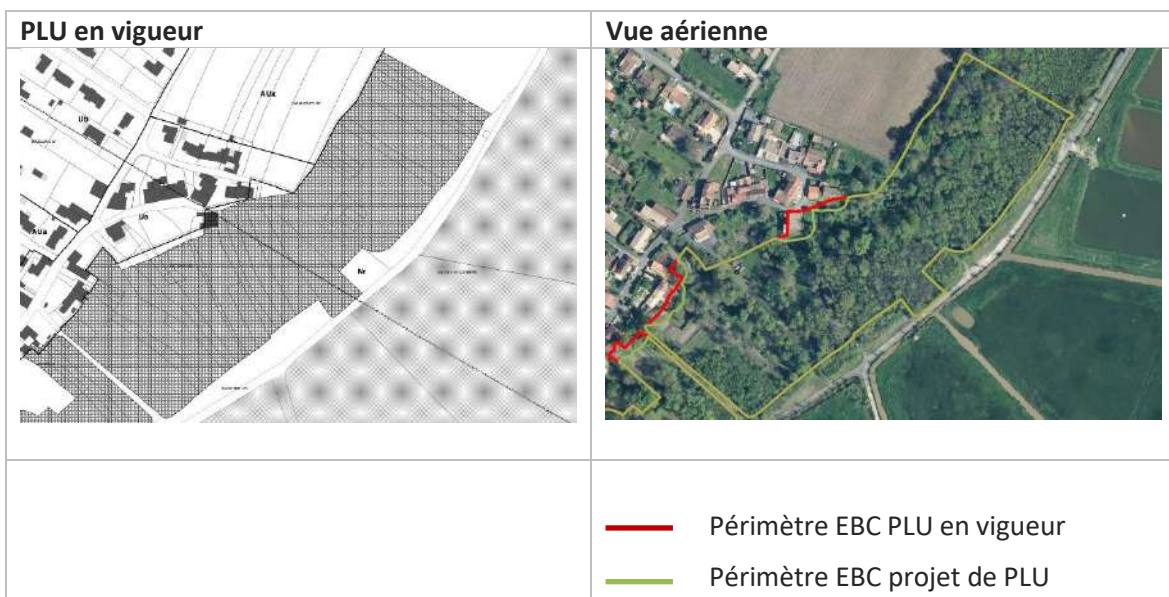 PLU en vigueur
Vue aérienne
AUx
Ub
Ub
AUa
Nr
Périmètre EBC PLU en vigueur
Périmètre EBC projet de PLU